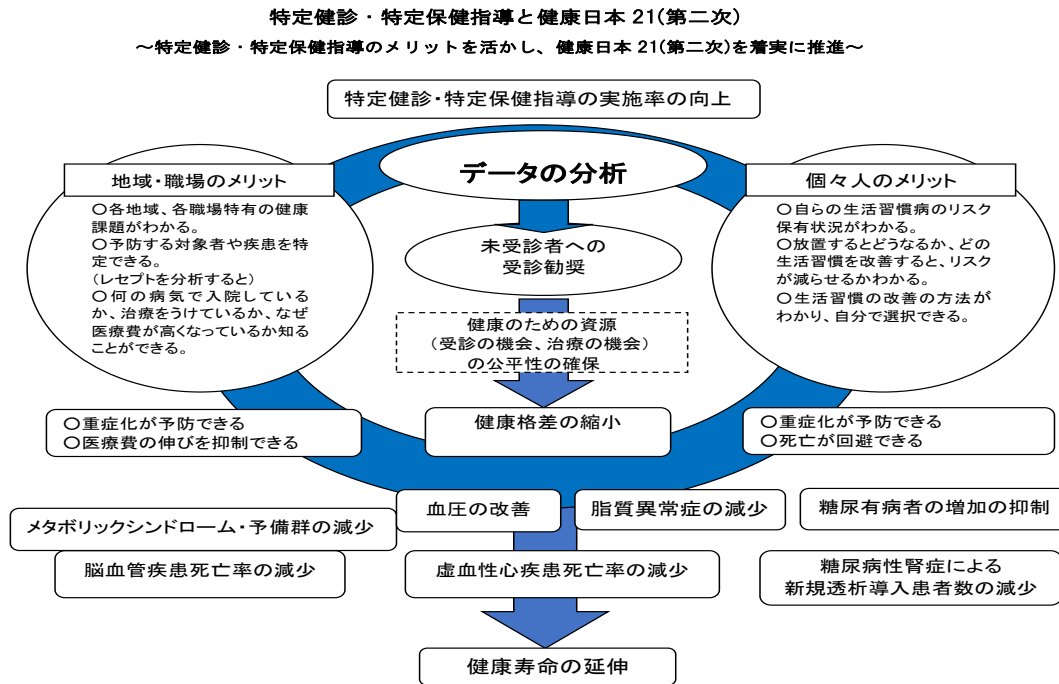 特定健診・特定保健指導と健康日本 21(第二次)
～特定健診・特定保健指導のメリットを活かし、健康日本 21(第二次)を着実に推進～
特定健診・特定保健指導の実施率の向上
データの分析
地域・職場のメリット
〇各地域、各職場特有の健康
課題がわかる。
〇予防する対象者や疾患を特
定できる。
(レセプトを分析すると)
〇何の病気で入院している
か、治療をうけているか、なぜ
医療費が高くなっているか知る
ことができる。
個々人のメリット
〇自らの生活習慣病のリスク
保有状況がわかる。
〇放置するとどうなるか、どの
生活習慣を改善すると、リスク
が減らせるかわかる。
〇生活習慣の改善の方法が
わかり、自分で選択できる。
未受診者への
受診勧奨
健康のための資源
(受診の機会、治療の機会)
の公平性の確保
健康格差の縮小
〇重症化が予防できる
〇医療費の伸びを抑制できる
〇重症化が予防できる
〇死亡が回避できる
血圧の改善
脂質異常症の減少
糖尿有病者の増加の抑制
メタボリックシンドローム・予備群の減少
脳血管疾患死亡率の減少
虚血性心疾患死亡率の減少
糖尿病性腎症による
新規透析導入患者数の減少
健康寿命の延伸